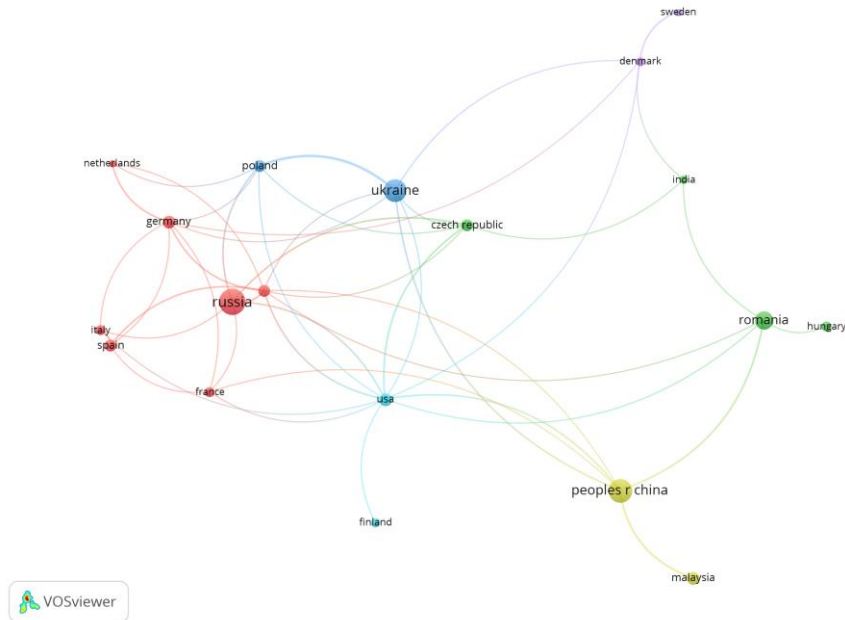 sweden
denmark
netherlands
poland
india
ukraine
germany
czech republic
russia
romania
hungary
italy
spain
france
usa
peoples r china
finland
malaysia
VOSviewer